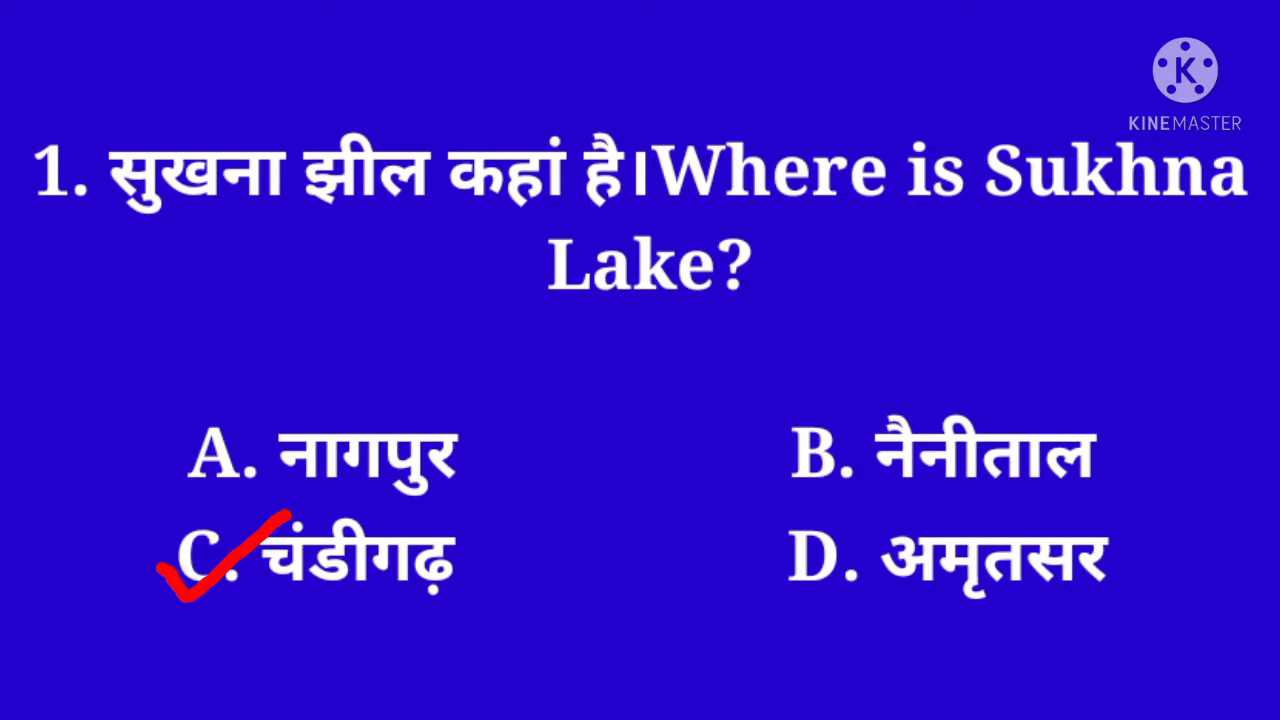 KINEMASTER
1. सुखना झील कहां है।Where is Sukhna
Lake?
A. नागपुर B. नैनीताल
C. चंडीगढ़ D. अमृतसर